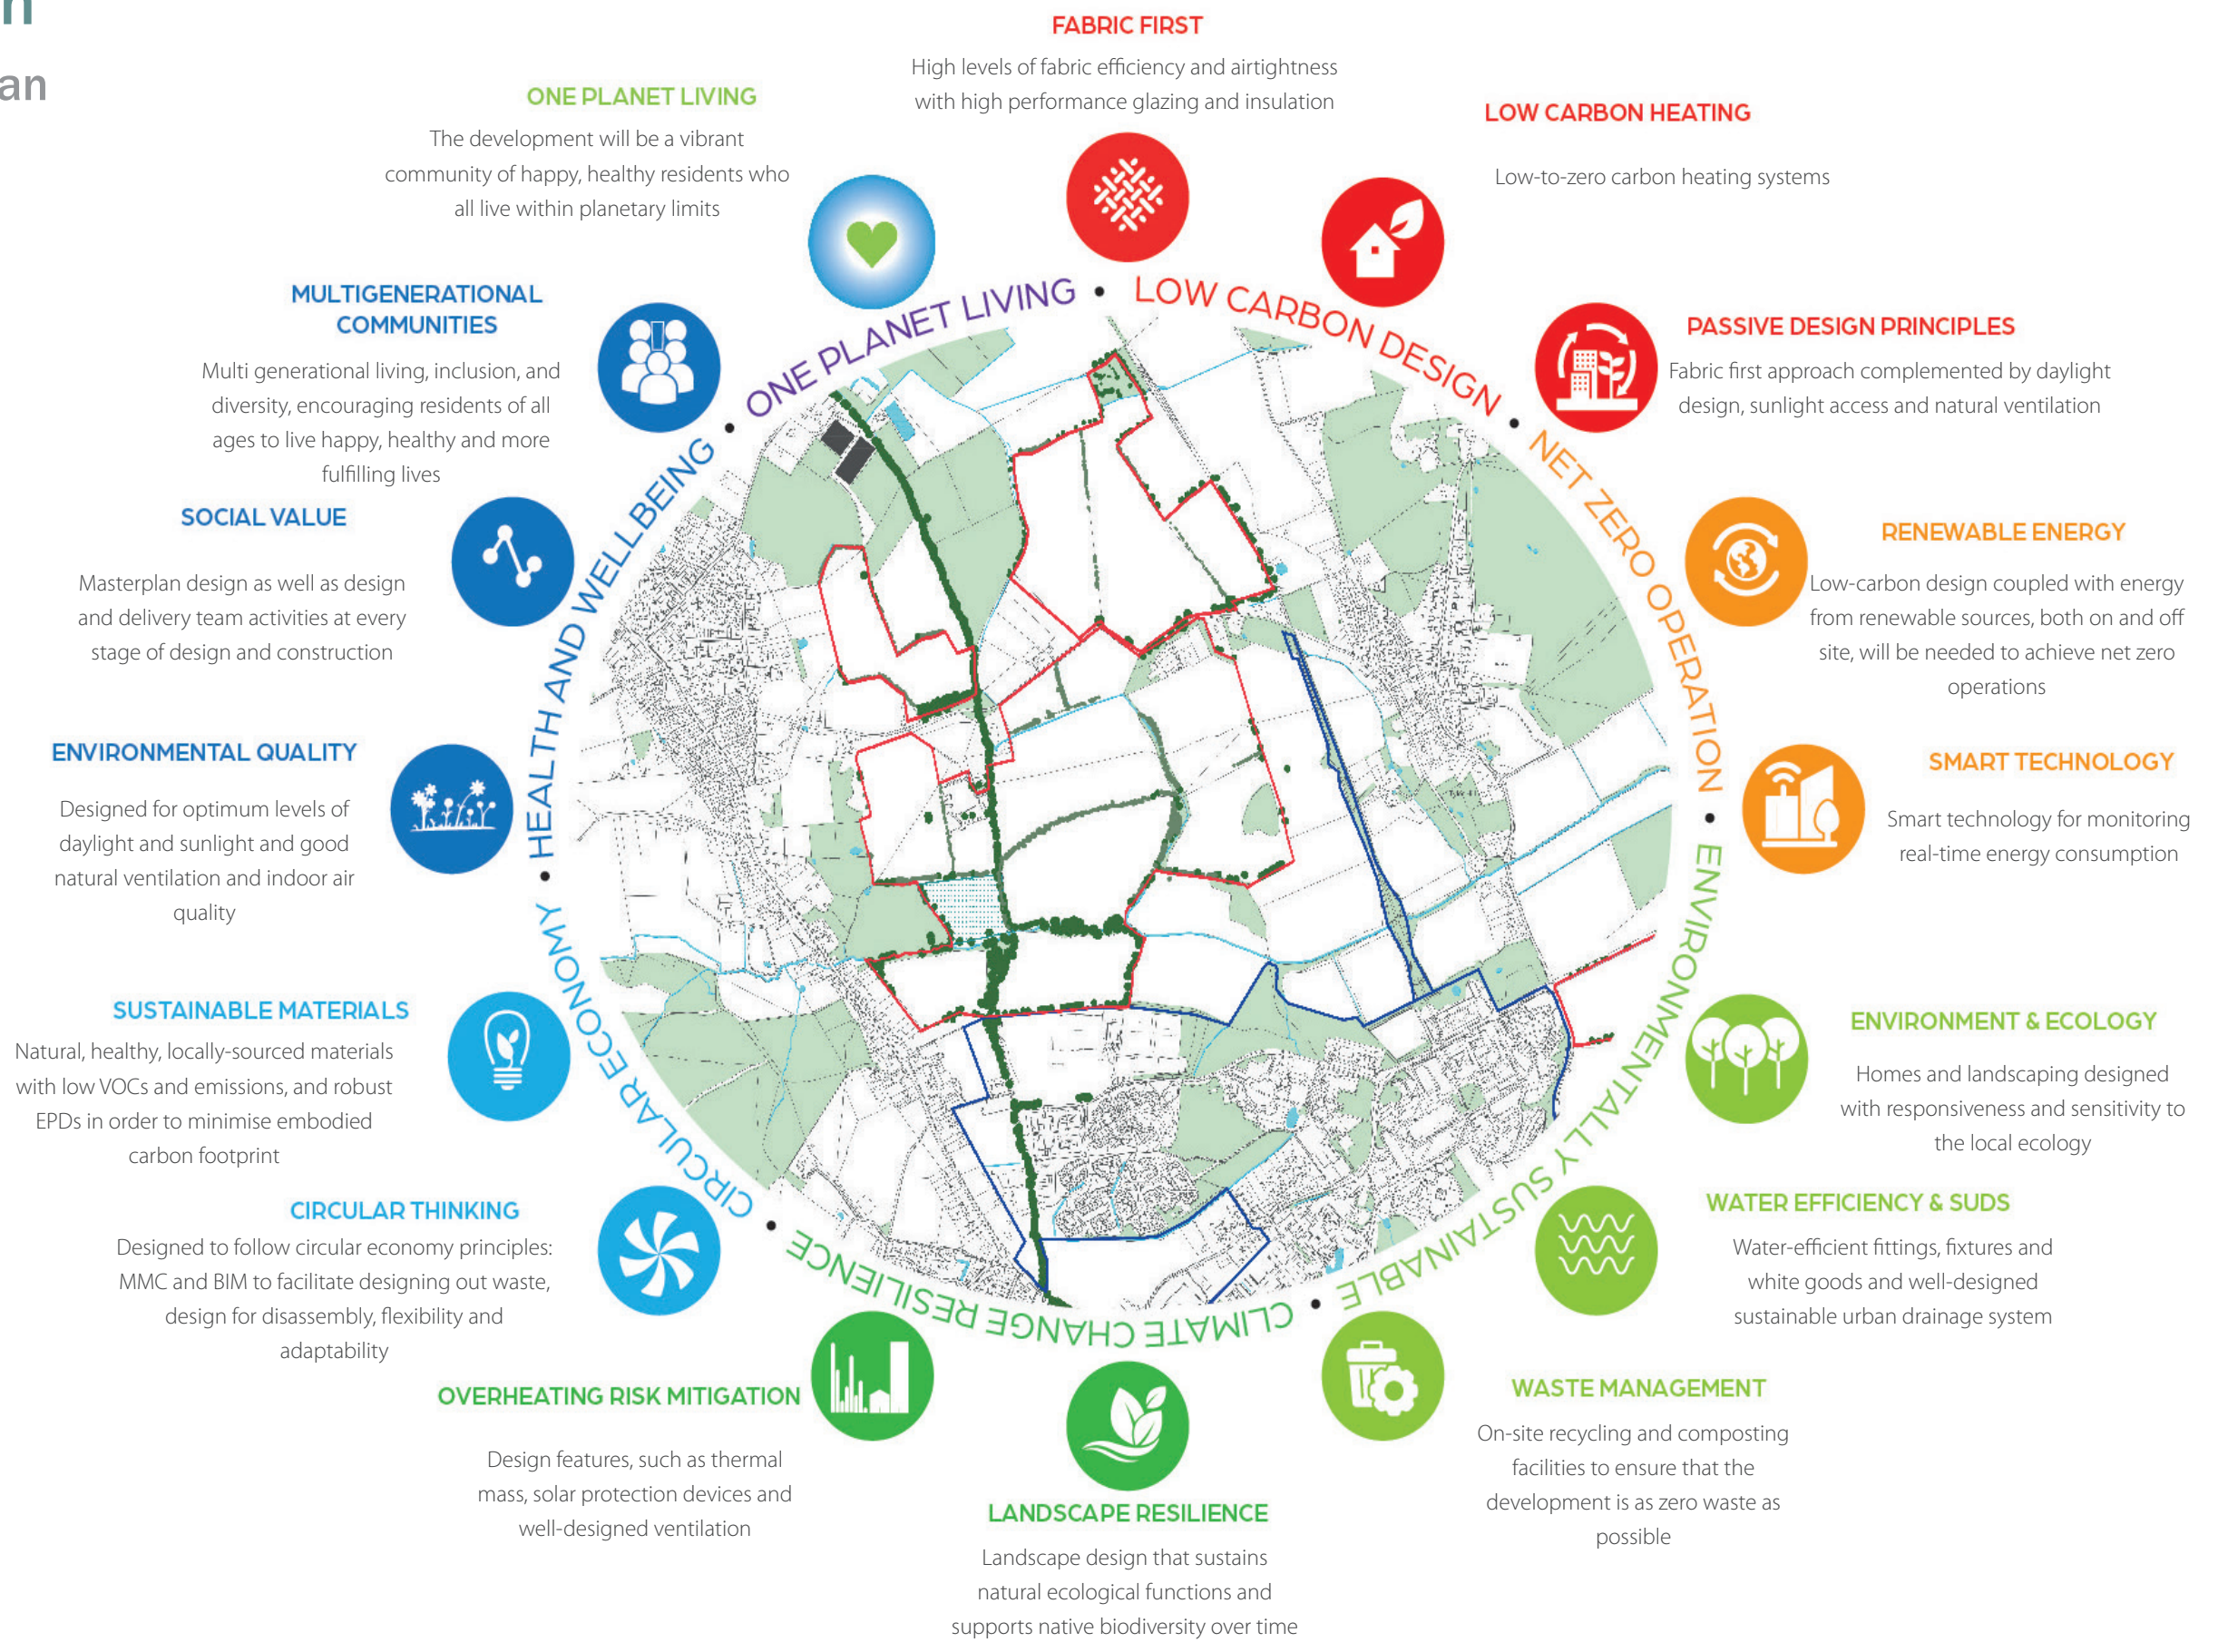 an
FABRIC FIRST
High levels of fabric efficiency and airtightness
with high performance glazing and insulation
LOW CARBON HEATING
Low-to-zero carbon heating systems
PASSIVE DESIGN PRINCIPLES
Fabric first approach complemented by daylight
design, sunlight access and natural ventilation
RENEWABLE ENERGY
Low-carbon design coupled with energy
from renewable sources, both on and off
site, will be needed to achieve net zero
operations
SMART TECHNOLOGY
Smart technology for monitoring
real-time energy consumption
ENVIRONMENT & ECOLOGY
Homes and landscaping designed
with responsiveness and sensitivity to
the local ecology
WATER EFFICIENCY & SUDS
Water-efficient fittings, fixtures and
white goods and well-designed
sustainable urban drainage system
WASTE MANAGEMENT
On-site recycling and composting
facilities to ensure that the
development is as zero waste as
possible
LANDSCAPE RESILIENCE
Landscape design that sustains
natural ecological functions and
supports native biodiversity over time
OVERHEATING RISK MITIGATION
Design features, such as thermal
mass, solar protection devices and
well-designed ventilation
CIRCULAR THINKING
Designed to follow circular economy principles:
MMC and BIM to facilitate designing out waste,
design for disassembly, flexibility and
adaptability
SUSTAINABLE MATERIALS
Natural, healthy, locally-sourced materials
with low VOCs and emissions, and robust
EPDs in order to minimise embodied
carbon footprint
ENVIRONMENTAL QUALITY
Designed for optimum levels of
daylight and sunlight and good
natural ventilation and indoor air
quality
SOCIAL VALUE
Masterplan design as well as design
and delivery team activities at every
stage of design and construction
MULTIGENERATIONAL
COMMUNITIES
Multi generational living, inclusion, and
diversity, encouraging residents of all
ages to live happy, healthy and more
fulfilling lives
ONE PLANET LIVING
The development will be a vibrant
community of happy, healthy residents who
all live within planetary limits
ONE PLANET LIVING •
LOW CARBON DESIGN •
NET ZERO OPERATION •
ENVIRONMENTALLY SUSTAINABLE •
CLIMATE CHANGE RESILIENCE •
CIRCULAR ECONOMY •
HEALTH AND WELLBEING •